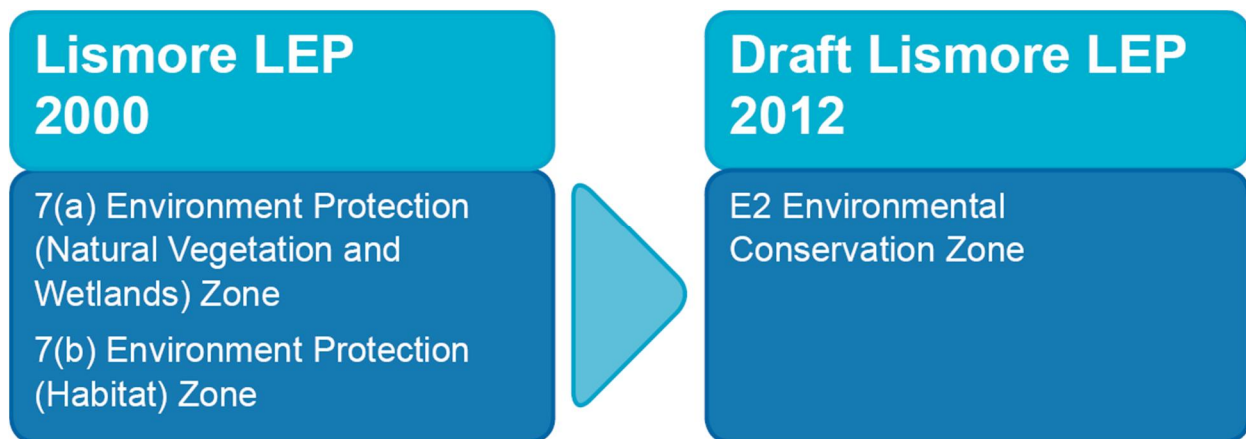 Lismore LEP
2000
7(a) Environment Protection
(Natural Vegetation and
Wetlands) Zone
7(b) Environment Protection
(Habitat) Zone
Draft Lismore LEP
2012
E2 Environmental
Conservation Zone